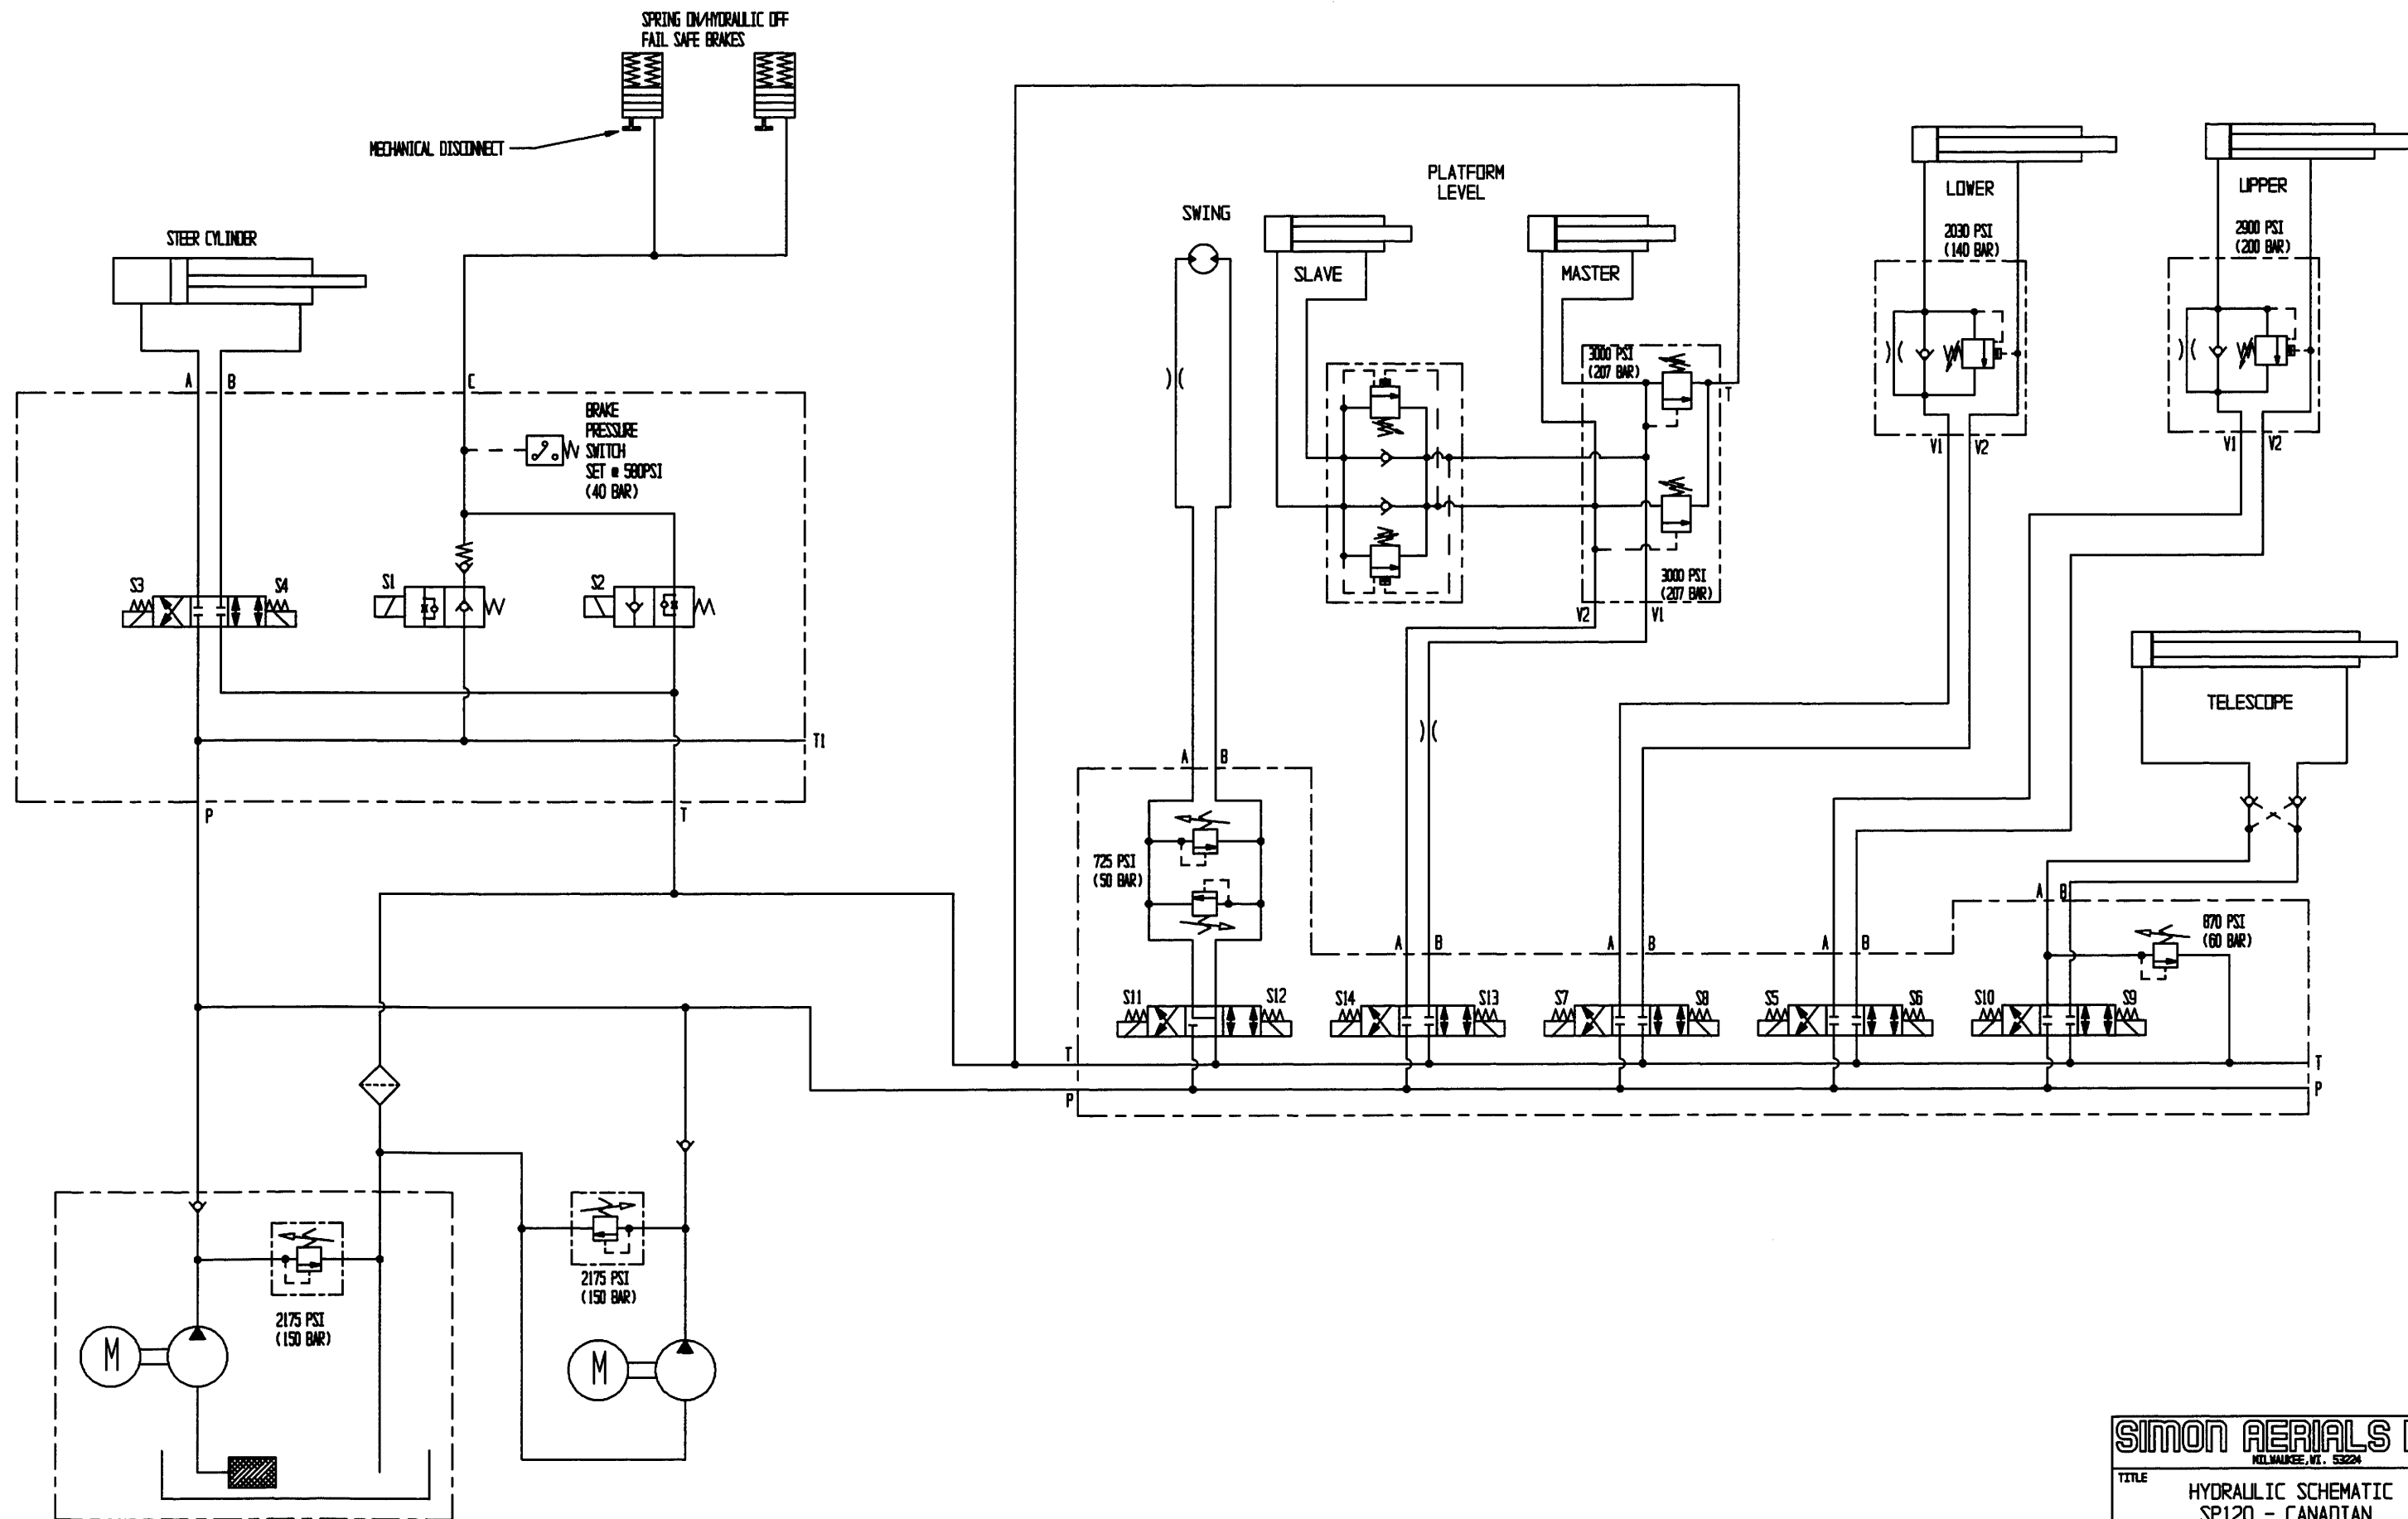 SPRING ON/HYDRAULIC OFF
FAIL SAFE BRAKES
MECHANICAL DISCONNECT
STEER CYLINDER
A
B
C
BRAKE
PRESSURE
SWITCH
SET @ 580PSI
(40 BAR)
S3
S4
S1
S2
T1
P
T
2175 PSI
(150 BAR)
M
2175 PSI
(150 BAR)
M
SWING
PLATFORM
LEVEL
SLAVE
MASTER
3000 PSI
(207 BAR)
T
3000 PSI
(207 BAR)
V2
V1
LOWER
2030 PSI
(140 BAR)
V1
V2
UPPER
2900 PSI
(200 BAR)
V1
V2
TELESCOPE
A
B
725 PSI
(50 BAR)
A
B
A
B
A
B
A
B
870 PSI
(60 BAR)
S11
S12
S14
S13
S7
S8
S5
S6
S10
S9
T
P
T
P
SIMON AERIALS
MILWAUKEE, WI. 53224
TITLE
HYDRAULIC SCHEMATIC
SP120 - CANADIAN